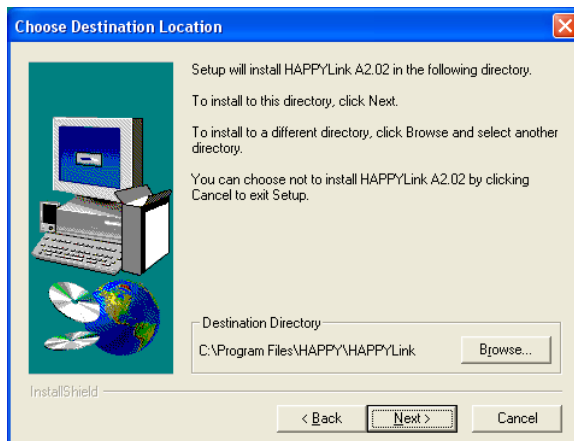 Choose Destination Location
Setup will install HAPPYLink A2.02 in the following directory.
To install to this directory, click Next.
To install to a different directory, click Browse and select another
directory.
You can choose not to install HAPPYLink A2.02 by clicking
Cancel to exit Setup.
Destination Directory
C:\Program Files\HAPPY\HAPPYLink
Browse...
InstallShield
< Back
Next >
Cancel